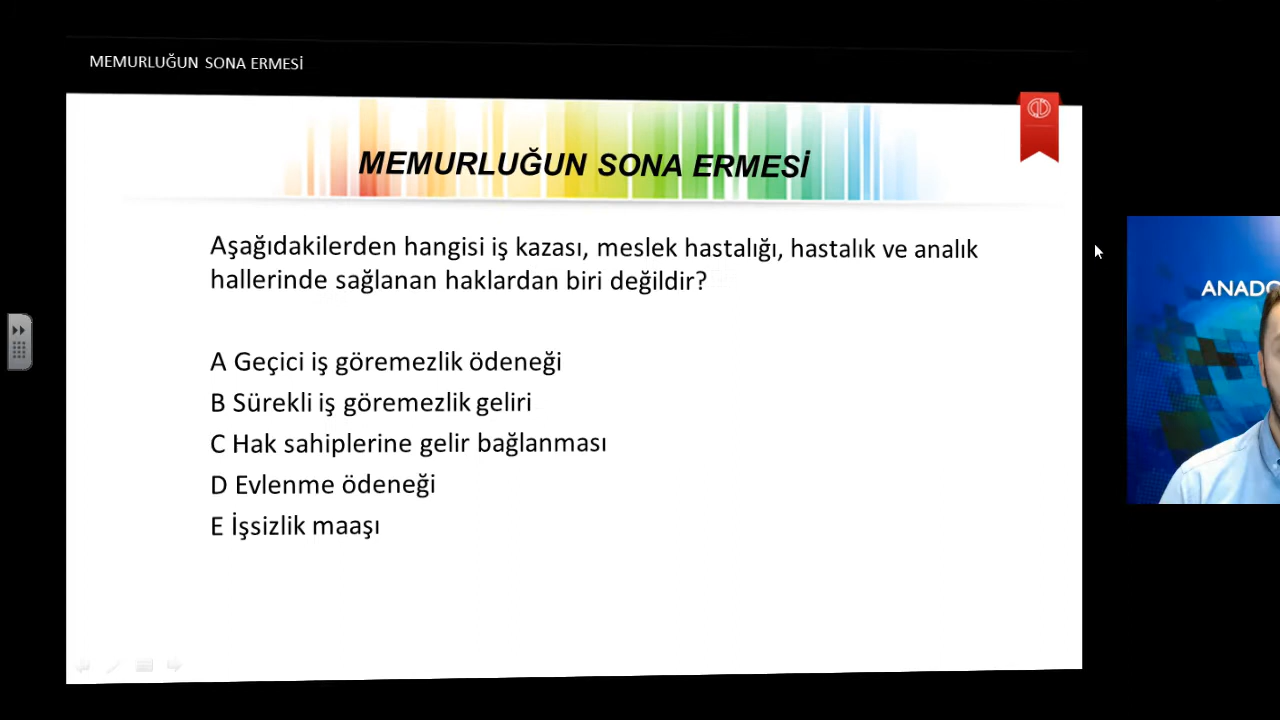 MEMURLUĞUN SONA ERMESİ
MEMURLUĞUN SONA ERMESİ
Aşağıdakilerden hangisi iş kazası, meslek hastalığı, hastalık ve analık
hallerinde sağlanan haklardan biri değildir?
A Geçici iş göremezlik ödeneği
B Sürekli iş göremezlik geliri
C Hak sahiplerine gelir bağlanması
D Evlenme ödeneği
E İşsizlik maaşı
ANADO